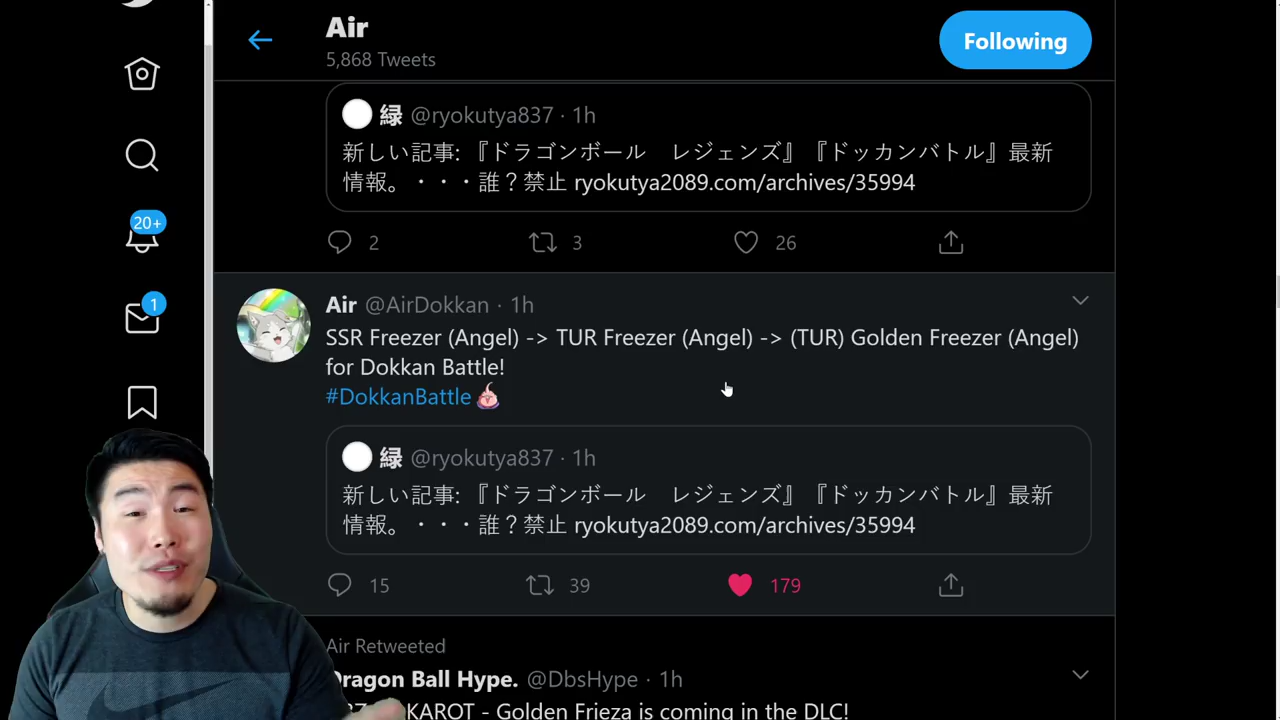 Air
5,868 Tweets
Following
緑 @ryokutya837 · 1h
新しい記事: 『ドラゴンボール　レジェンズ』『ドッカンバトル』最新
情報。・・・誰？禁止 ryokutya2089.com/archives/35994
2 3 26
20+
Air @AirDokkan · 1h
SSR Freezer (Angel) -> TUR Freezer (Angel) -> (TUR) Golden Freezer (Angel)
for Dokkan Battle!
#DokkanBattle
1
緑 @ryokutya837 · 1h
新しい記事: 『ドラゴンボール　レジェンズ』『ドッカンバトル』最新
情報。・・・誰？禁止 ryokutya2089.com/archives/35994
15 39 179
Air Retweeted
Dragon Ball Hype. @DbsHype · 1h
KAROT - Golden Frieza is coming in the DLC!